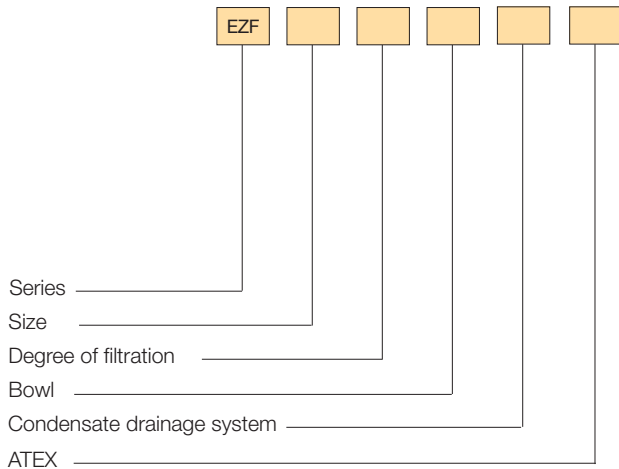 EZF
Series
Size
Degree of filtration
Bowl
Condensate drainage system
ATEX